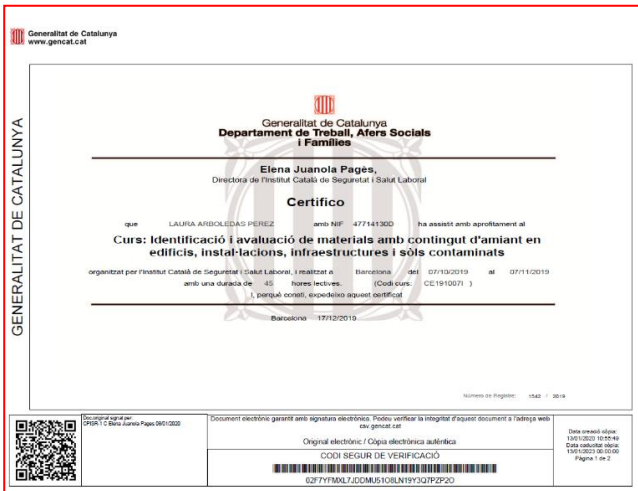 Generalitat de Catalunya
www.gencat.cat
GENERALITAT DE CATALUNYA
Generalitat de Catalunya
Departament de Treball, Afers Socials
i Famílies
Elena Juanola Pagès,
Directora de l'Institut Català de Seguretat i Salut Laboral
Certifico
que LAURA ARBOLEDAS PEREZ amb NIF 47714130D ha assistit amb aprofitament al
Curs: Identificació i avaluació de materials amb contingut d'amiant en
edificis, instal·lacions, infraestructures i sòls contaminats
organitzat per l'Institut Català de Seguretat i Salut Laboral, i realitzat a Barcelona del 07/10/2019 al 07/11/2019
amb una durada de 45 hores lectives. (Codi curs: CE191007I )
I, perquè consti, expedeixo aquest certificat
Barcelona 17/12/2019
Número de Registre: 1542 / 2019
Doc.original signat per:
CPISR-1 C Elena Juanola Pages 09/01/2020
Document electrònic garantit amb signatura electrònica. Podeu verificar la integritat d'aquest document a l'adreça web
csv.gencat.cat
Original electrònic / Còpia electrònica autèntica
CODI SEGUR DE VERIFICACIÓ
02F7YFMXL7JDDMU51O8LN19Y3Q7PZP2O
Data creació còpia:
13/01/2020 10:55:49
Data caducitat còpia:
13/01/2023 00:00:00
Pàgina 1 de 2